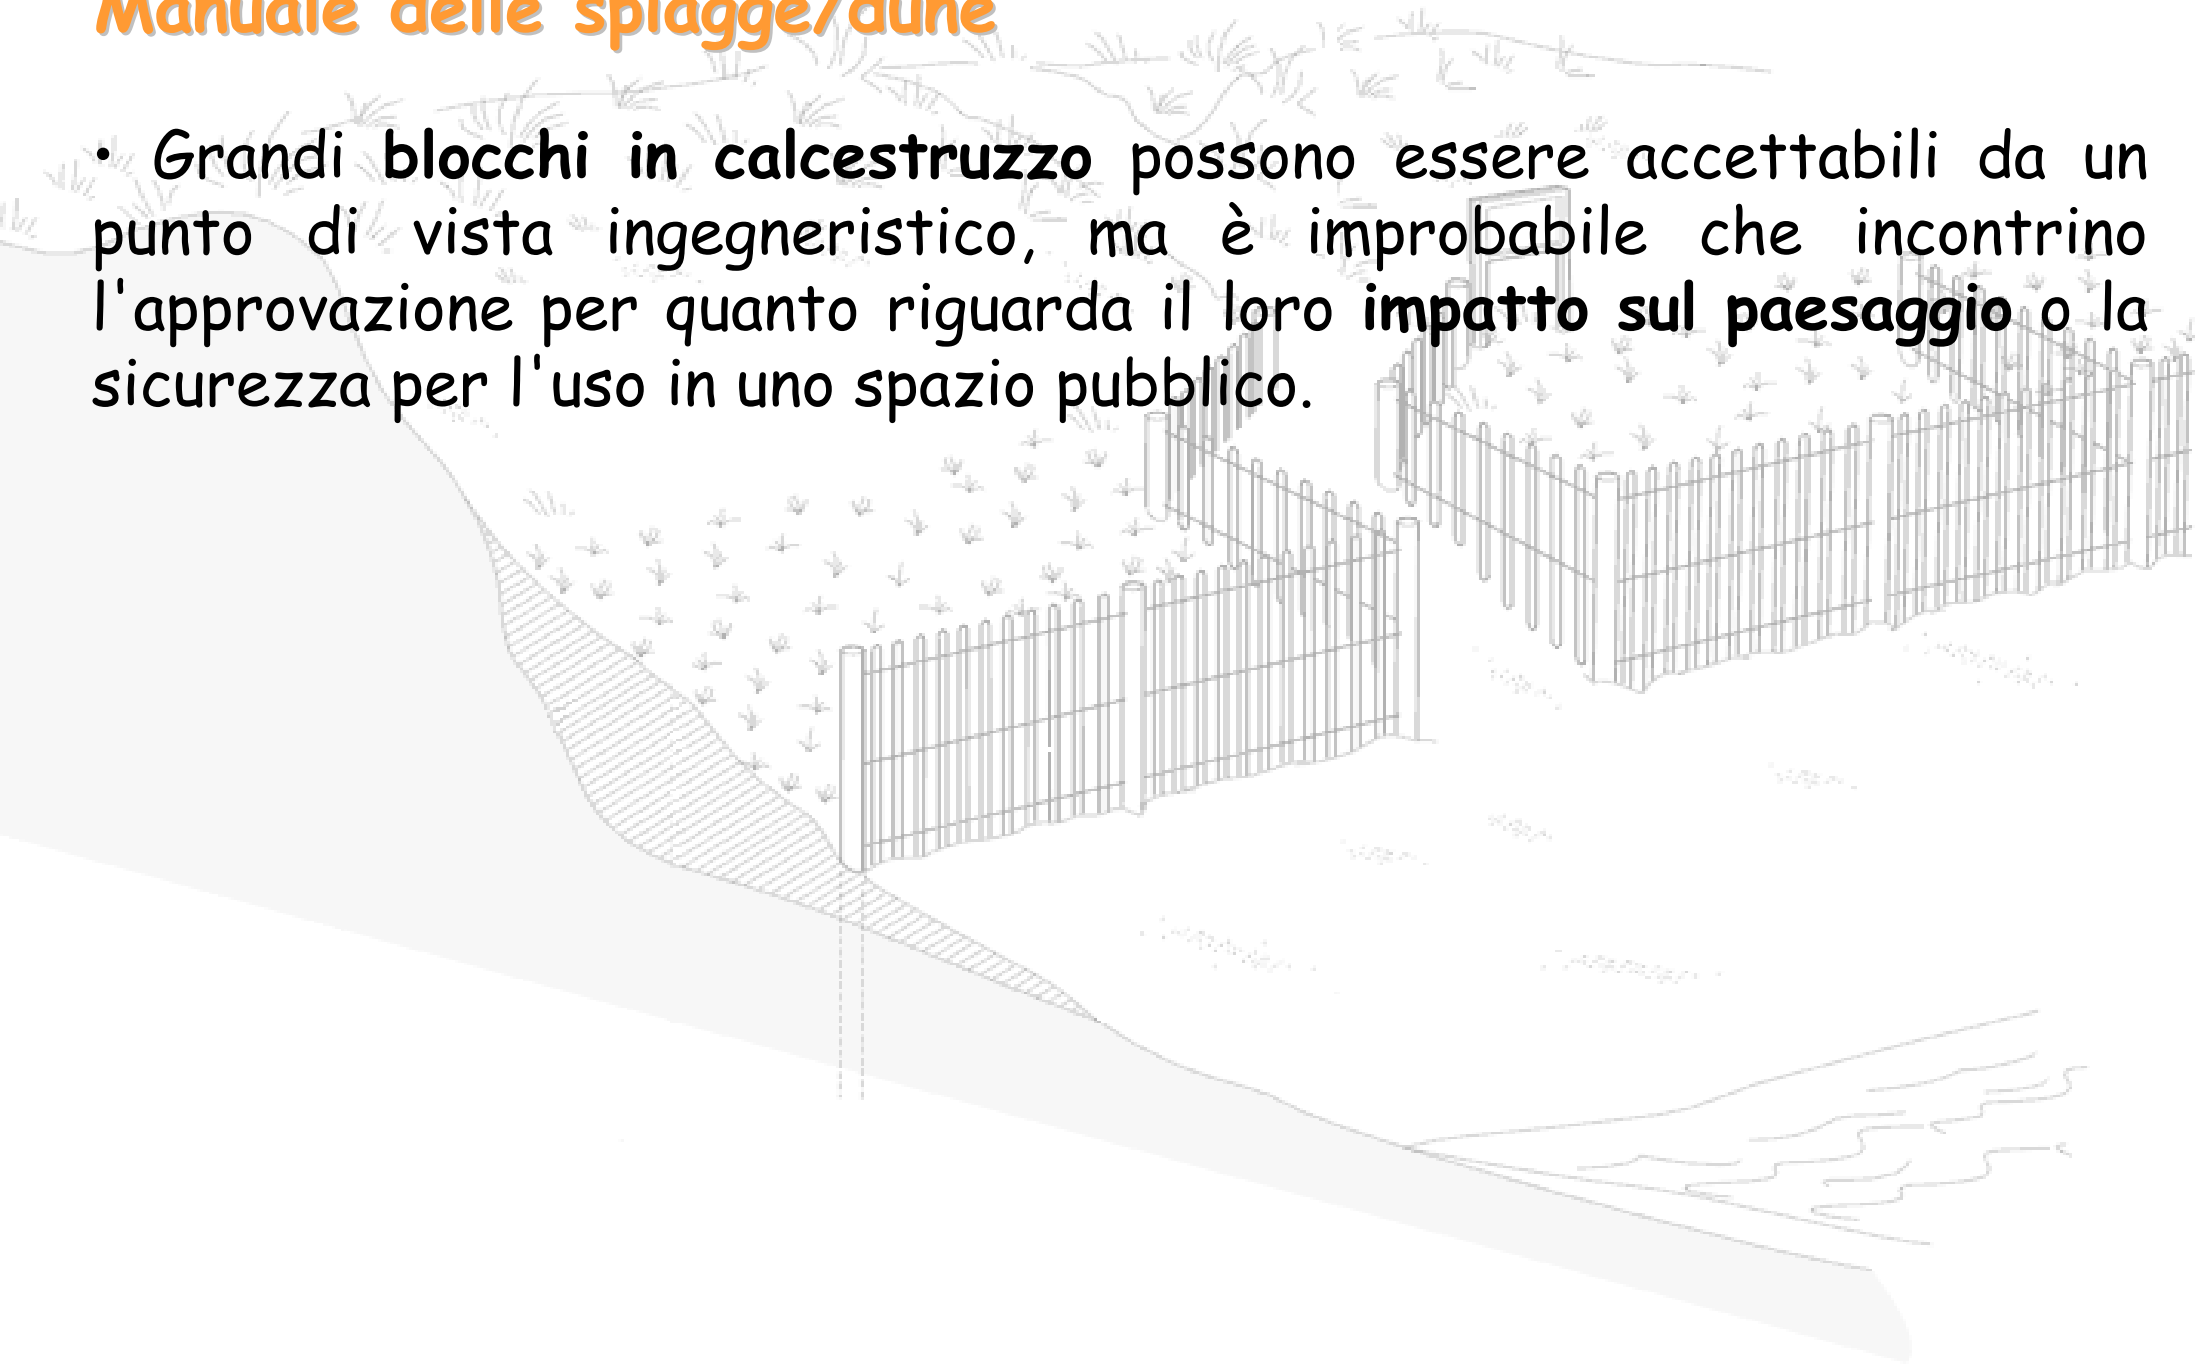 Manuale delle spiagge/dune
• Grandi blocchi in calcestruzzo possono essere accettabili da un
punto di vista ingegneristico, ma è improbabile che incontrino
l'approvazione per quanto riguarda il loro impatto sul paesaggio o la
sicurezza per l'uso in uno spazio pubblico.